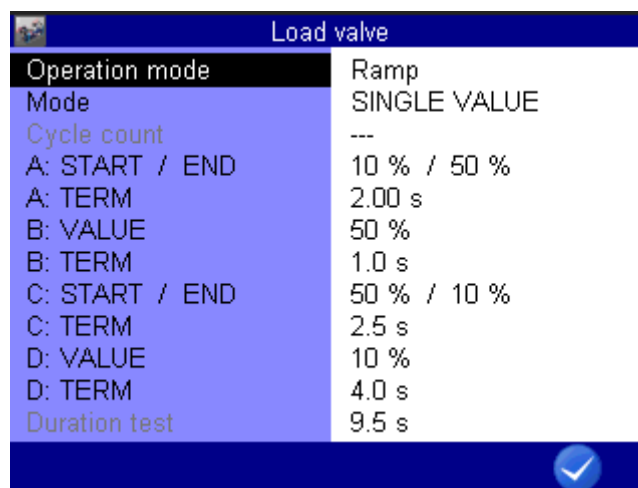 Load valve
Operation mode Ramp
Mode SINGLE VALUE
Cycle count ---
A: START / END 10 % / 50 %
A: TERM 2.00 s
B: VALUE 50 %
B: TERM 1.0 s
C: START / END 50 % / 10 %
C: TERM 2.5 s
D: VALUE 10 %
D: TERM 4.0 s
Duration test 9.5 s